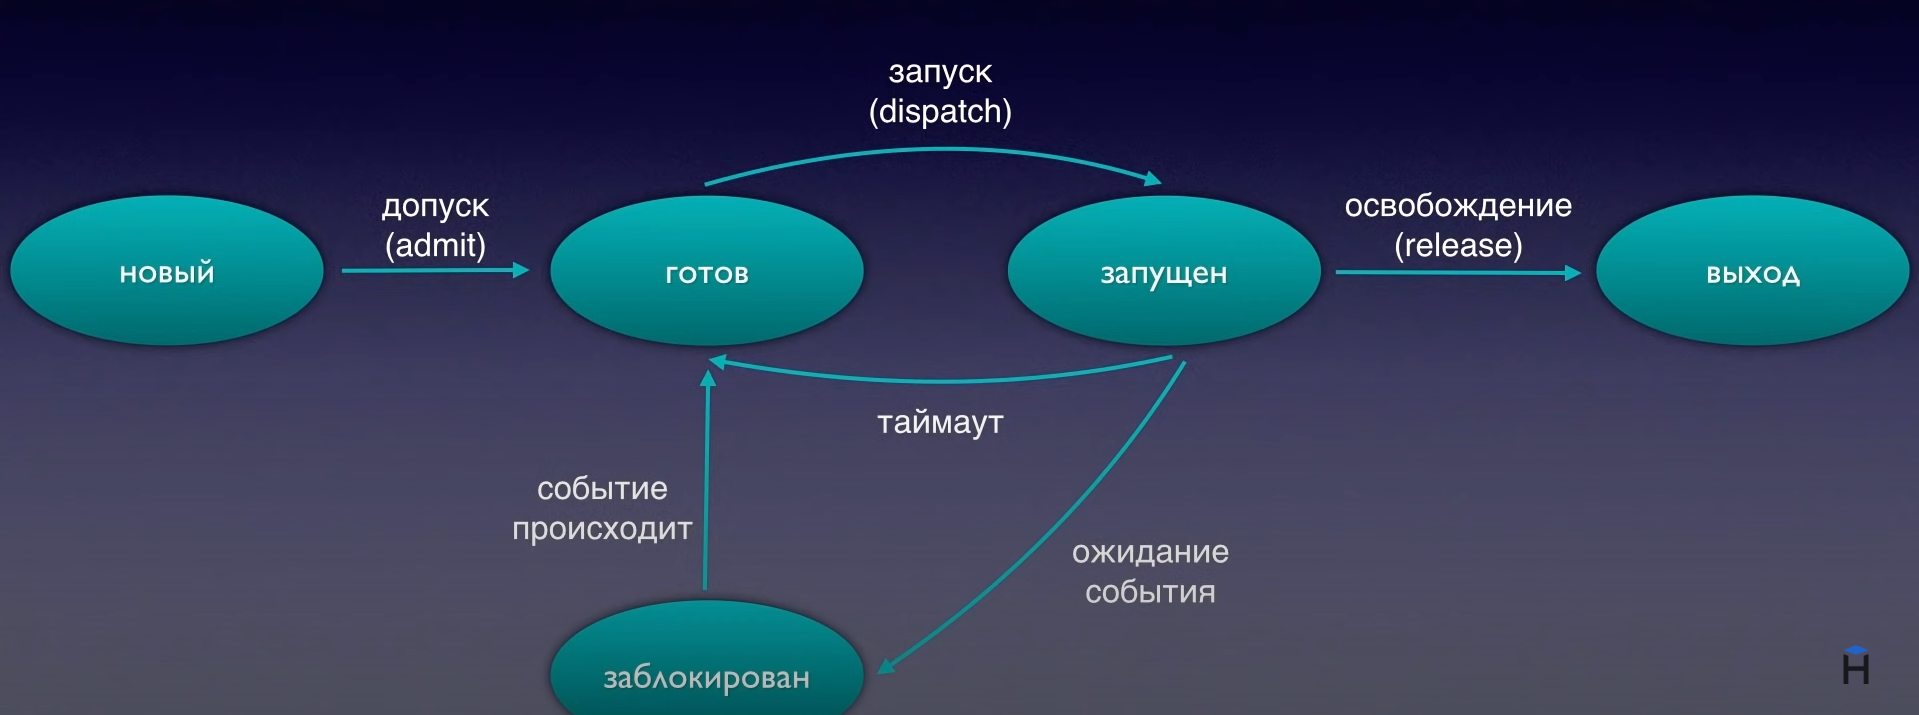 запуск
(dispatch)
допуск
(admit)
освобождение
(release)
новый
готов
запущен
выход
таймаут
событие
происходит
ожидание
события
заблокирован
H